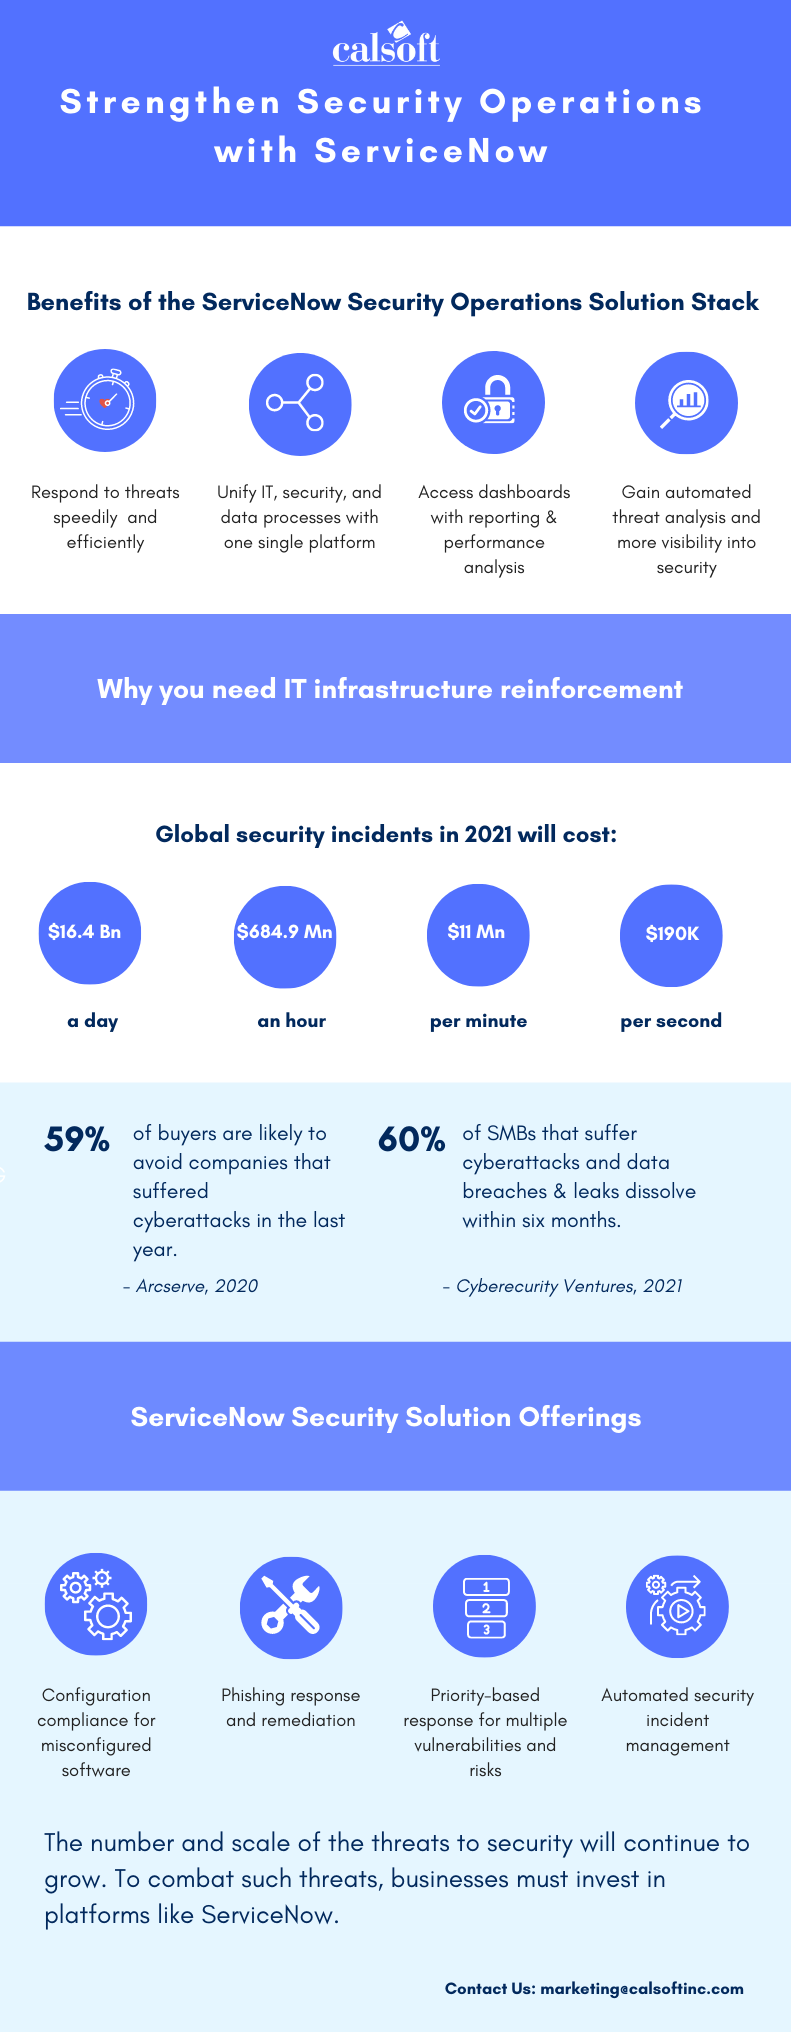 calsoft
Strengthen Security Operations
with ServiceNow
Benefits of the ServiceNow Security Operations Solution Stack
Respond to threats
speedily and
efficiently
Unify IT, security, and
data processes with
one single platform
Access dashboards
with reporting &
performance
analysis
Gain automated
threat analysis and
more visibility into
security
Why you need IT infrastructure reinforcement
Global security incidents in 2021 will cost:
$16.4 Bn
a day
$684.9 Mn
an hour
$11 Mn
per minute
$190K
per second
59%
of buyers are likely to
avoid companies that
suffered
cyberattacks in the last
year.
- Arcserve, 2020
60%
of SMBs that suffer
cyberattacks and data
breaches & leaks dissolve
within six months.
- Cyberecurity Ventures, 2021
ServiceNow Security Solution Offerings
Configuration
compliance for
misconfigured
software
Phishing response
and remediation
1
2
3
Priority-based
response for multiple
vulnerabilities and
risks
Automated security
incident
management
The number and scale of the threats to security will continue to
grow. To combat such threats, businesses must invest in
platforms like ServiceNow.
Contact Us: marketing@calsoftinc.com